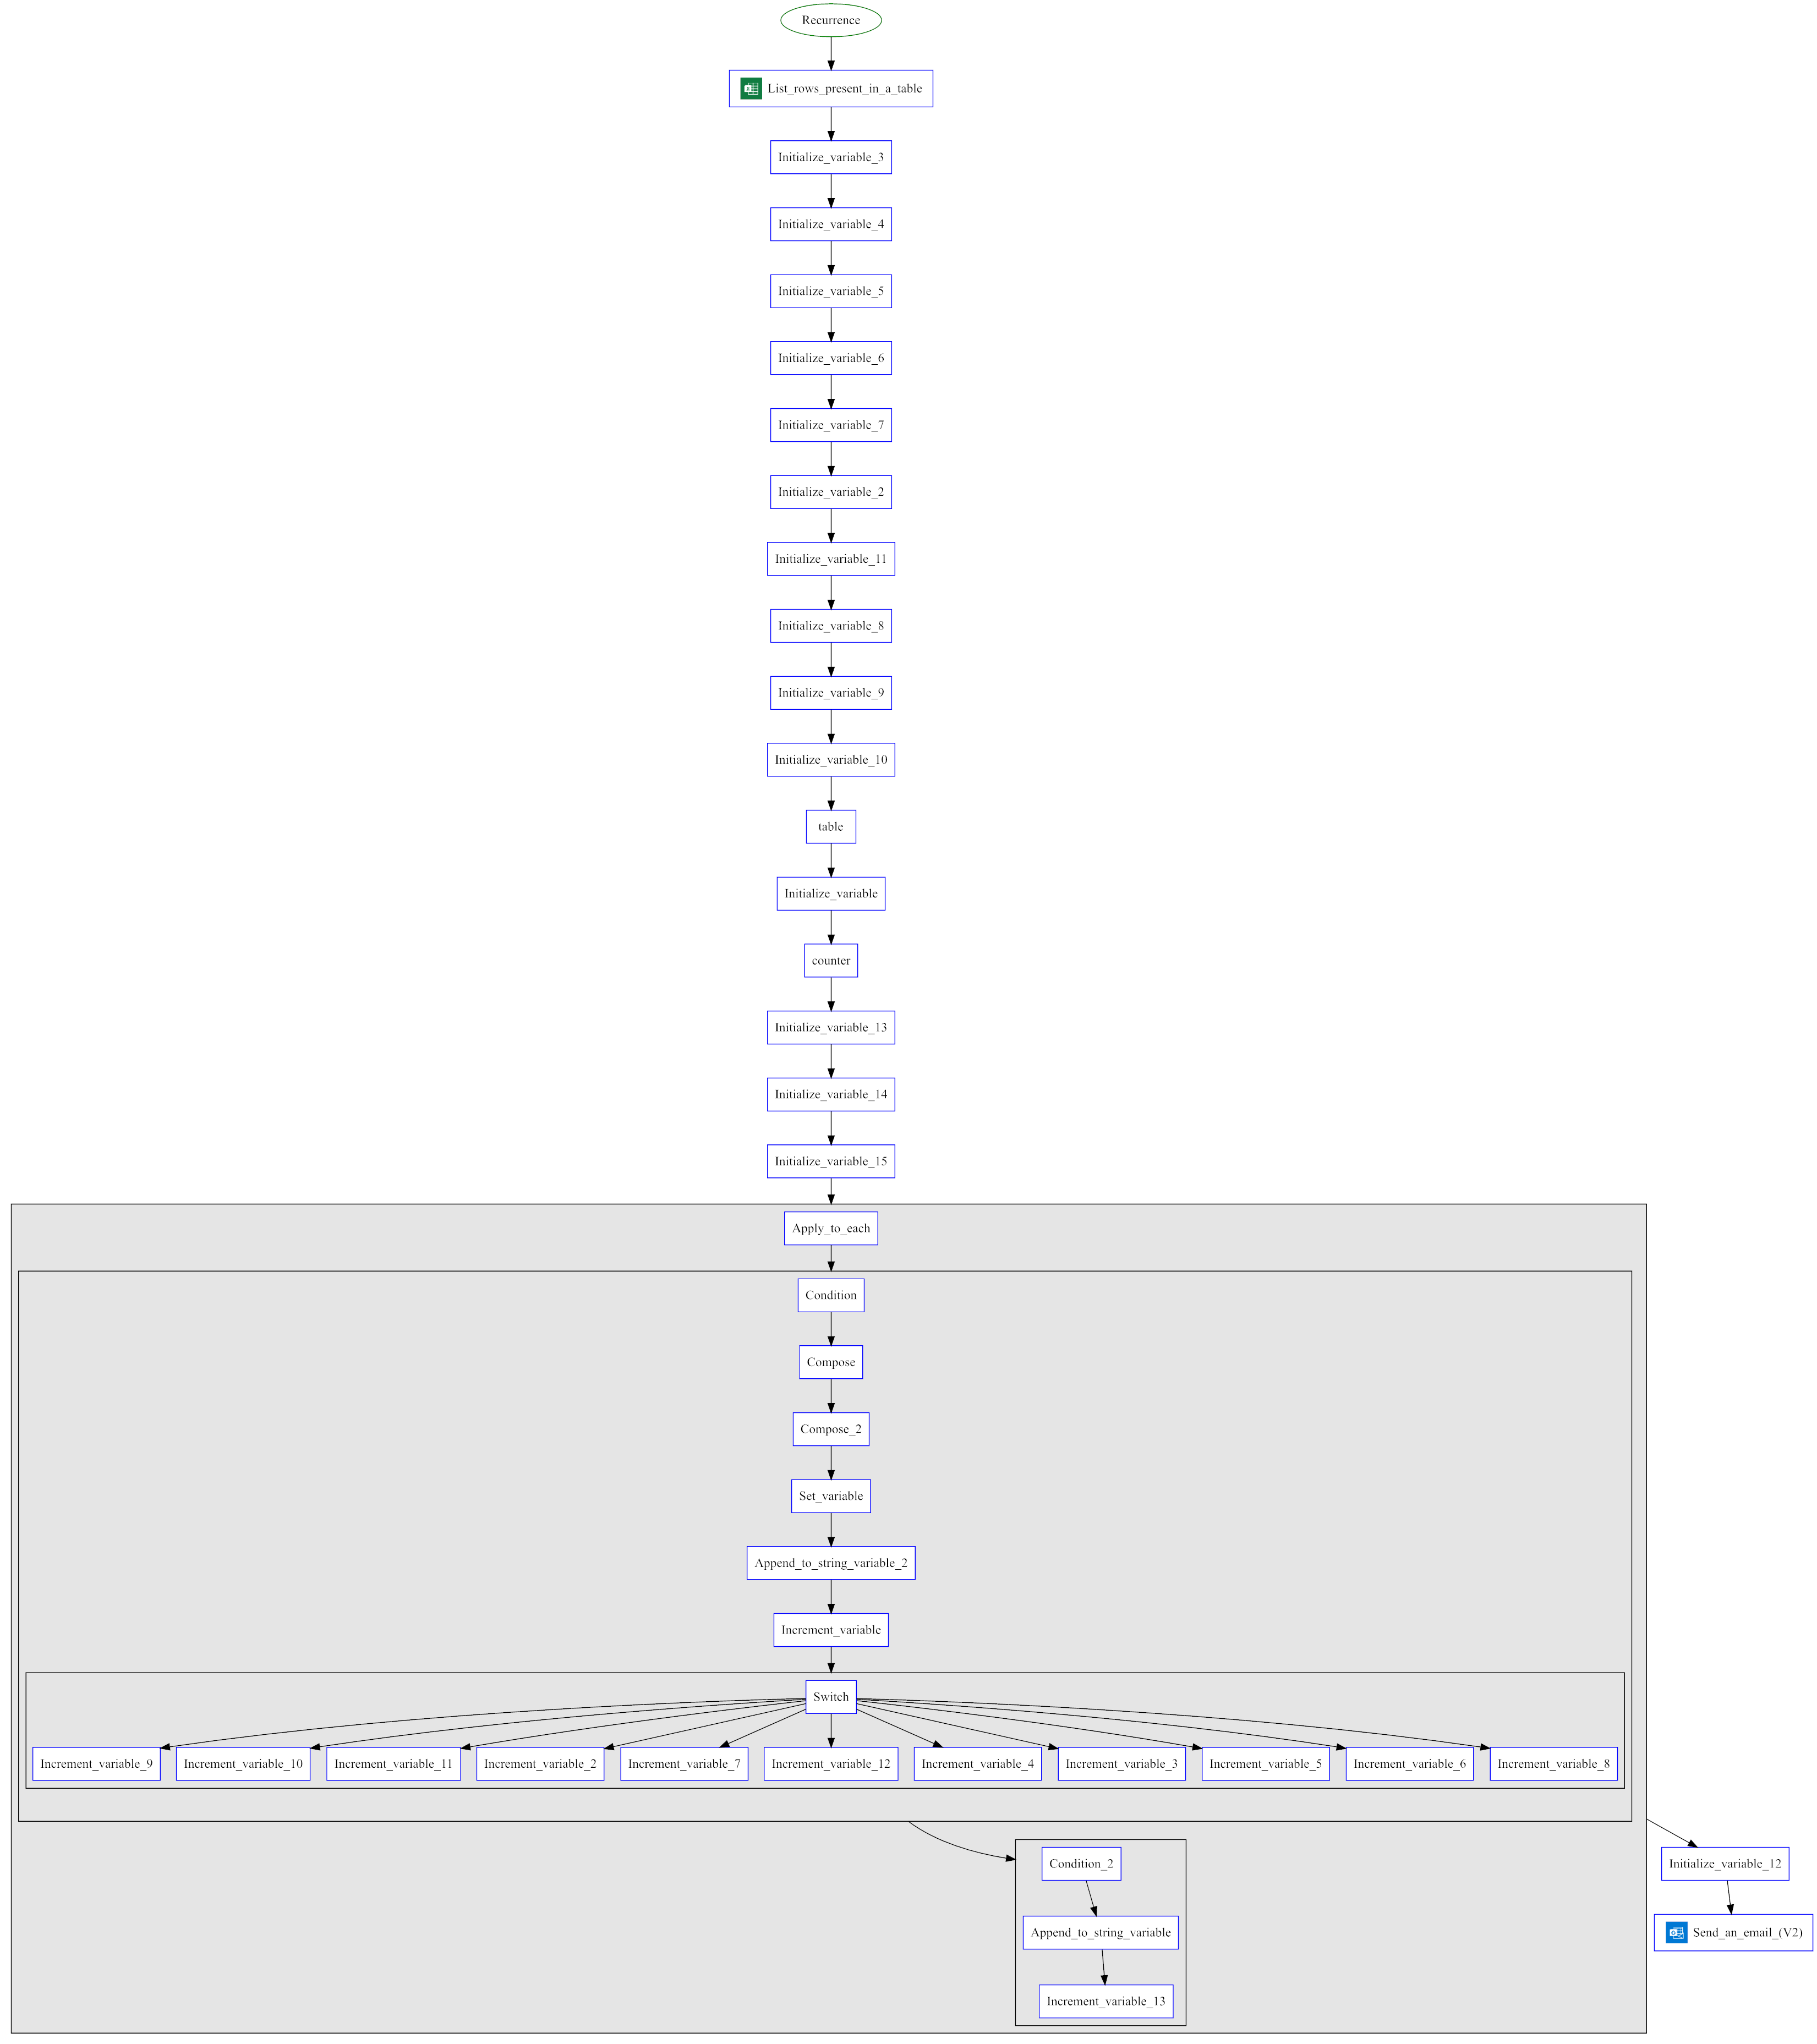 Recurrence
List_rows_present_in_a_table
Initialize_variable_3
Initialize_variable_4
Initialize_variable_5
Initialize_variable_6
Initialize_variable_7
Initialize_variable_2
Initialize_variable_11
Initialize_variable_8
Initialize_variable_9
Initialize_variable_10
table
Initialize_variable
counter
Initialize_variable_13
Initialize_variable_14
Initialize_variable_15
Apply_to_each
Condition
Compose
Compose_2
Set_variable
Append_to_string_variable_2
Increment_variable
Switch
Increment_variable_9
Increment_variable_10
Increment_variable_11
Increment_variable_2
Increment_variable_7
Increment_variable_12
Increment_variable_4
Increment_variable_3
Increment_variable_5
Increment_variable_6
Increment_variable_8
Condition_2
Append_to_string_variable
Increment_variable_13
Initialize_variable_12
Send_an_email_(V2)